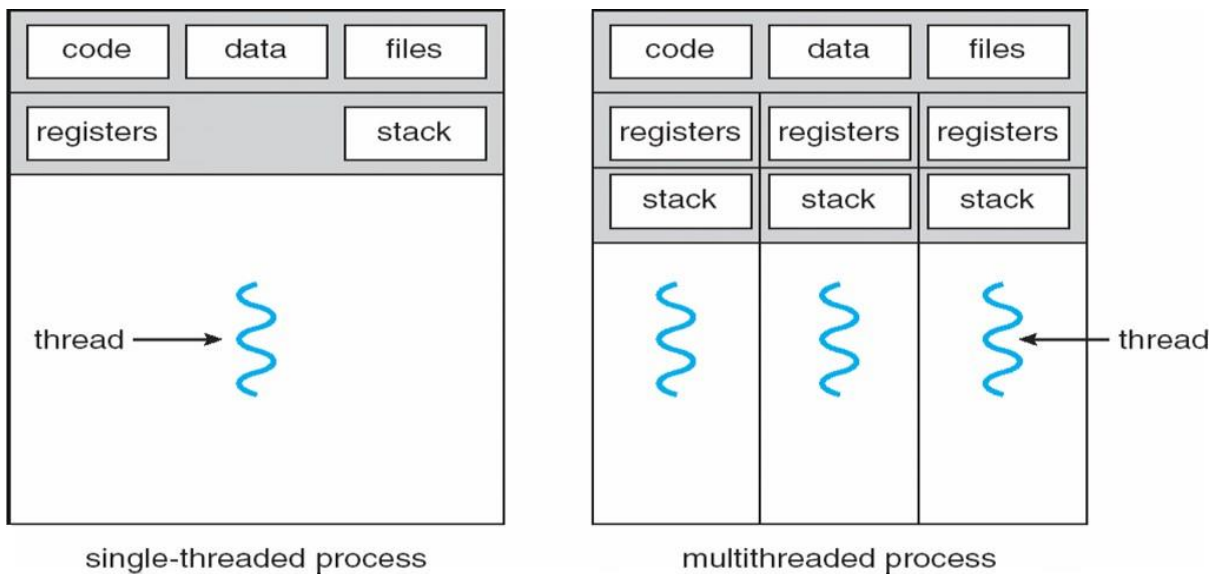 code data files
registers stack
thread
single-threaded process
code data files
registers registers registers
stack stack stack
thread
multithreaded process